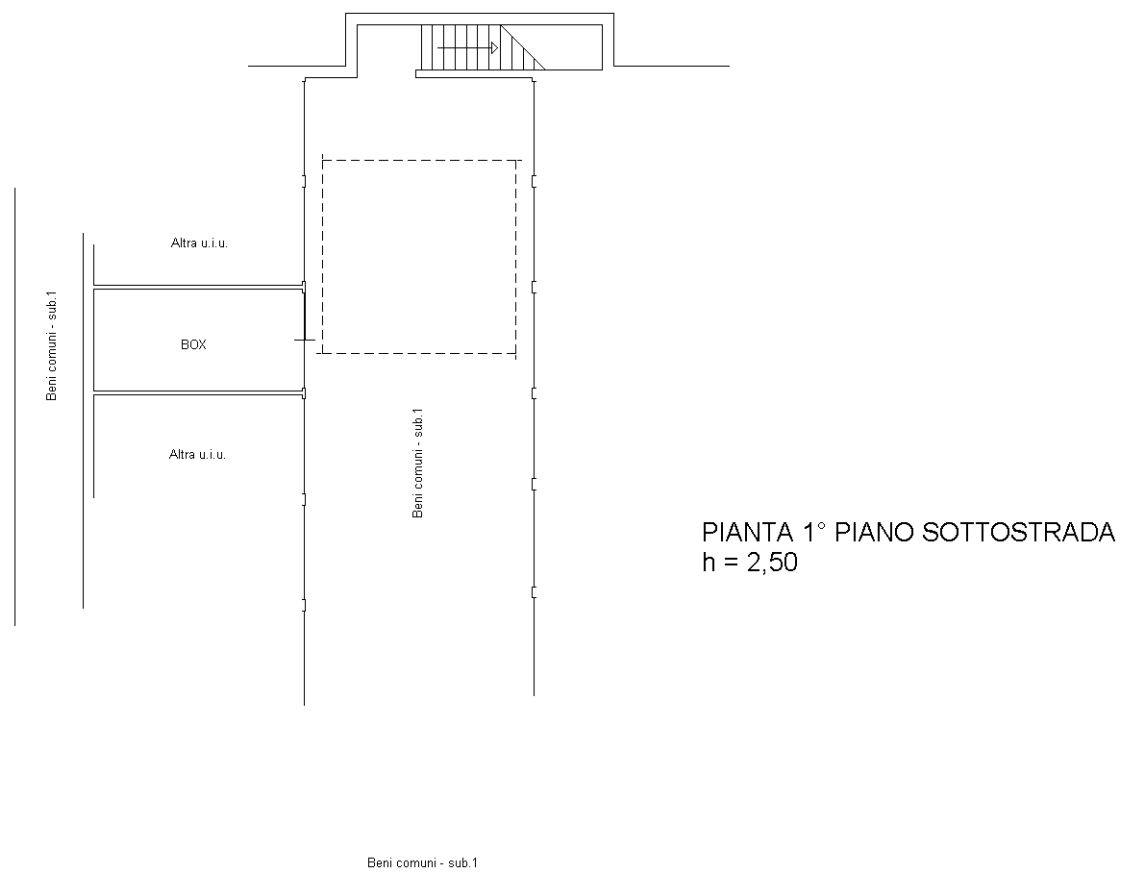 Altra u.i.u.
Beni comuni - sub.1
BOX
Beni comuni - sub.1
Altra u.i.u.
PIANTA 1° PIANO SOTTOSTRADA
h = 2,50
Beni comuni - sub.1